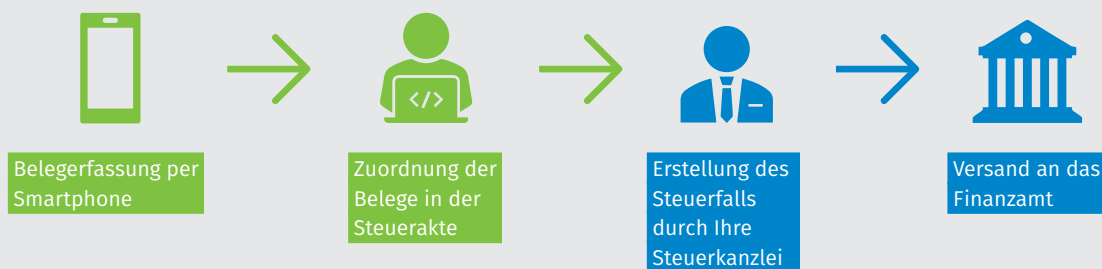 </>
Belegerfassung per
Smartphone
Zuordnung der
Belege in der
Steuerakte
Erstellung des
Steuerfalls
durch Ihre
Steuerkanzlei
Versand an das
Finanzamt